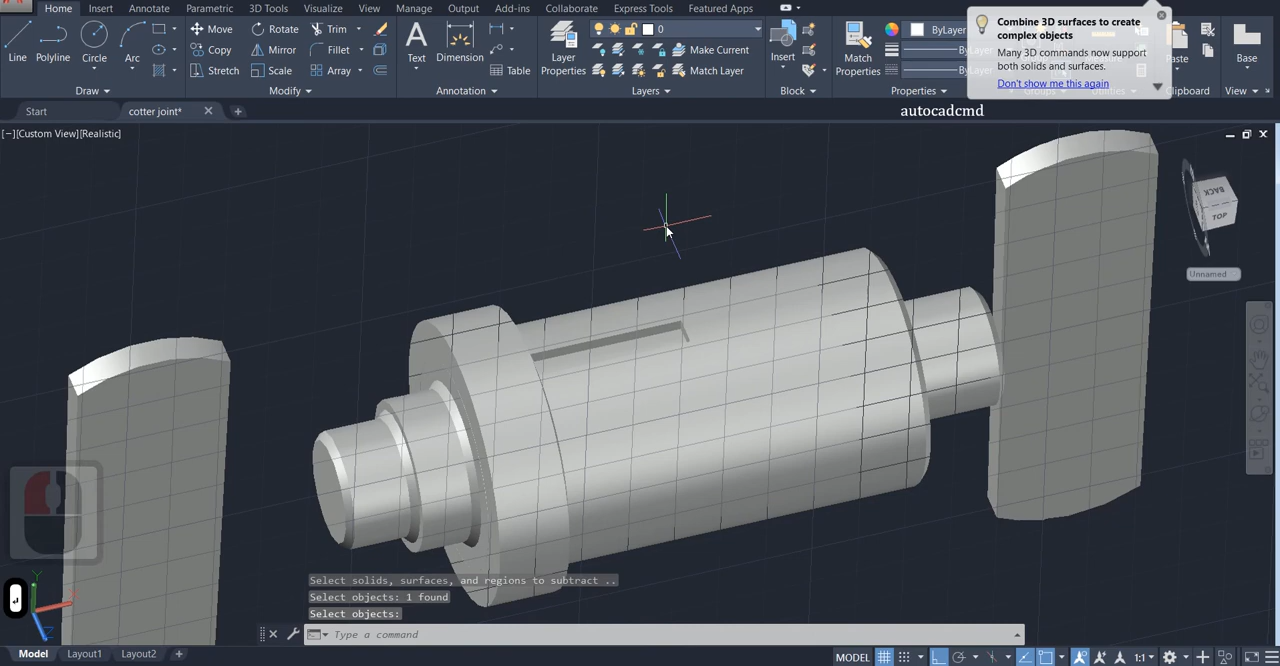 Home Insert Annotate Parametric 3D Tools Visualize View Manage Output Add-ins Collaborate Express Tools Featured Apps
Line Polyline Circle Arc
Draw
Move Rotate Trim
Copy Mirror Fillet
Stretch Scale Array
Modify
Text Dimension Table
Annotation
Layer Properties
0
Make Current
Match Layer
Layers
Insert
Block
Match Properties
ByLayer
Properties
Paste
Clipboard
Base
View
Combine 3D surfaces to create
complex objects
Many 3D commands now support
both solids and surfaces.
Don't show me this again
Start cotter joint*
autocadcmd
[−][Custom View][Realistic]
BACK
TOP
Unnamed
Select solids, surfaces, and regions to subtract ..
Select objects: 1 found
Select objects:
Type a command
Y
Model Layout1 Layout2
MODEL 1:1